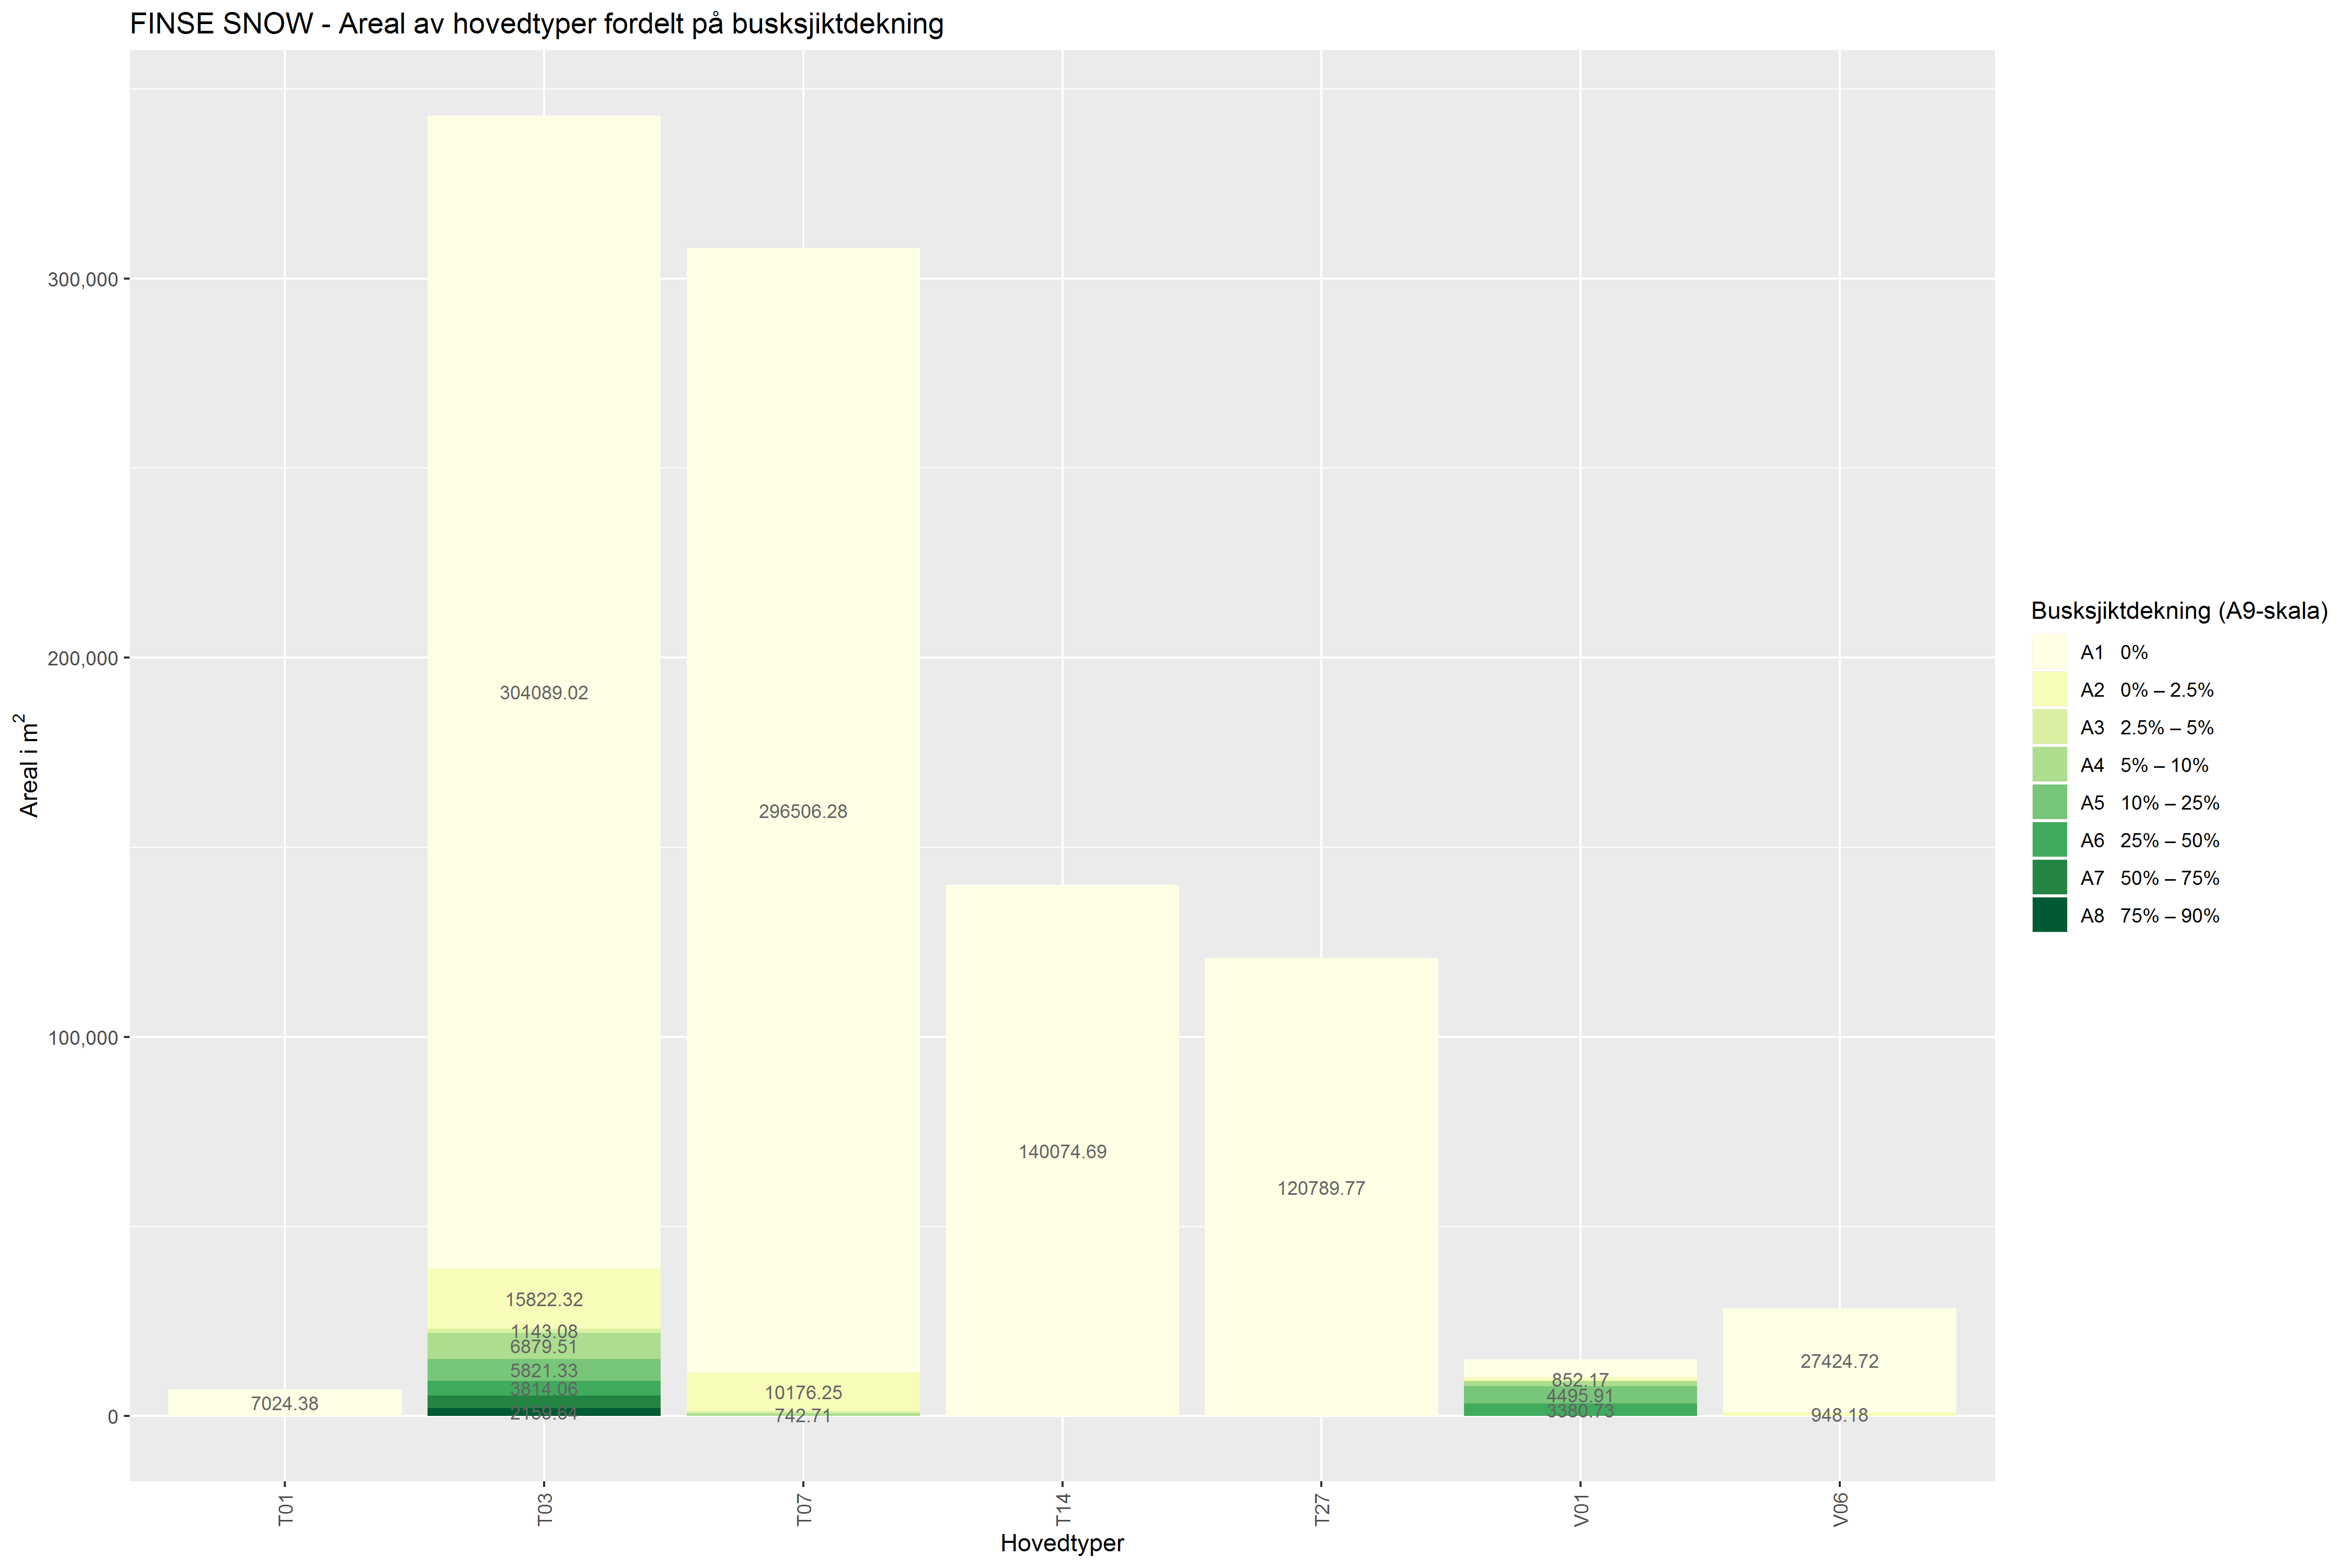 FINSE SNOW - Areal av hovedtyper fordelt på busksjiktdekning
Areal i m²
300,000
200,000
100,000
0
304089.02
15822.32
1143.08
6879.51
5821.33
3814.06
2159.64
296506.28
10176.25
742.71
7024.38
140074.69
120789.77
852.17
4495.91
3380.73
27424.72
948.18
T01
T03
T07
T14
T27
V01
V06
Hovedtyper
Busksjiktdekning (A9-skala)
A1 0%
A2 0% – 2.5%
A3 2.5% – 5%
A4 5% – 10%
A5 10% – 25%
A6 25% – 50%
A7 50% – 75%
A8 75% – 90%